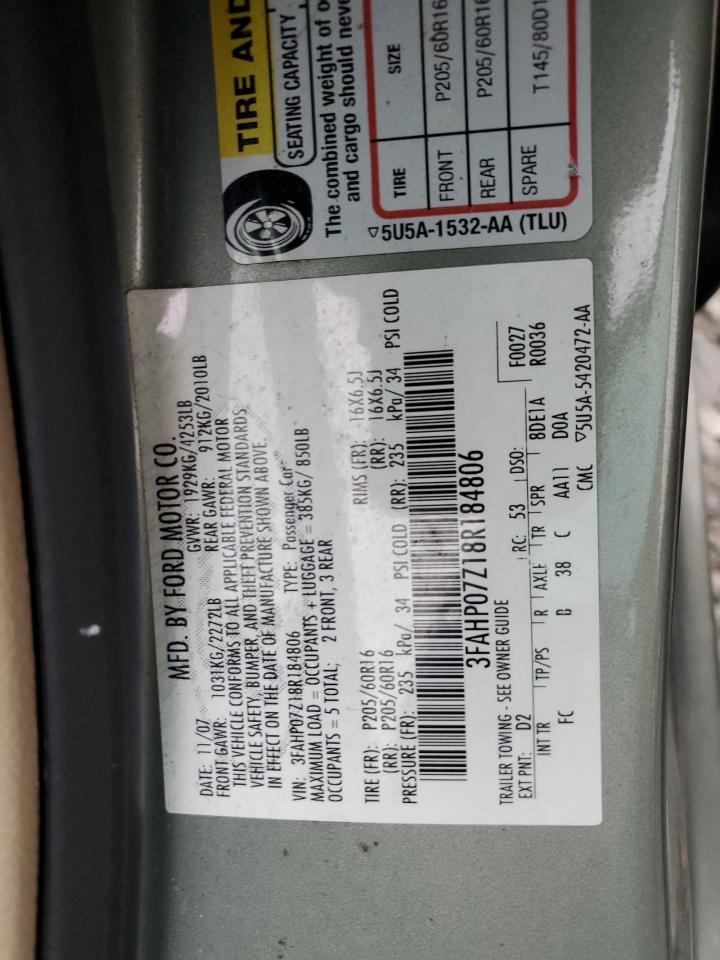 MFD. BY FORD MOTOR CO.
DATE: 11/07 GVWR: 1929KG/4253LB
FRONT GAWR: 1031KG/2272LB REAR GAWR: 912KG/2010LB
THIS VEHICLE CONFORMS TO ALL APPLICABLE FEDERAL MOTOR
VEHICLE SAFETY, BUMPER, AND THEFT PREVENTION STANDARDS
IN EFFECT ON THE DATE OF MANUFACTURE SHOWN ABOVE.
VIN: 3FAHP07Z18R184806 TYPE: Passenger Car
MAXIMUM LOAD = OCCUPANTS + LUGGAGE = 385KG/ 850LB
OCCUPANTS = 5 TOTAL; 2 FRONT, 3 REAR
TIRE (FR): P205/60R16 RIMS (FR): 16X6.5J
(RR): P205/60R16 (RR): 16X6.5J
PRESSURE (FR): 235 kPa/ 34 PSI COLD (RR): 235 kPa/ 34 PSI COLD
3FAHP07Z18R184806
TRAILER TOWING - SEE OWNER GUIDE
EXT PNT: D2 RC: 53 DSO: F0027
R0036
INT TR TP/PS R AXLE TR SPR 8DE1A
FC B 38 C AA11 D0A
CMC ▽5U5A-5420472-AA
TIRE AND
SEATING CAPACITY
The combined weight of o
and cargo should neve
TIRE SIZE
FRONT P205/60R16
REAR P205/60R16
SPARE T145/80D1
▽5U5A-1532-AA (TLU)